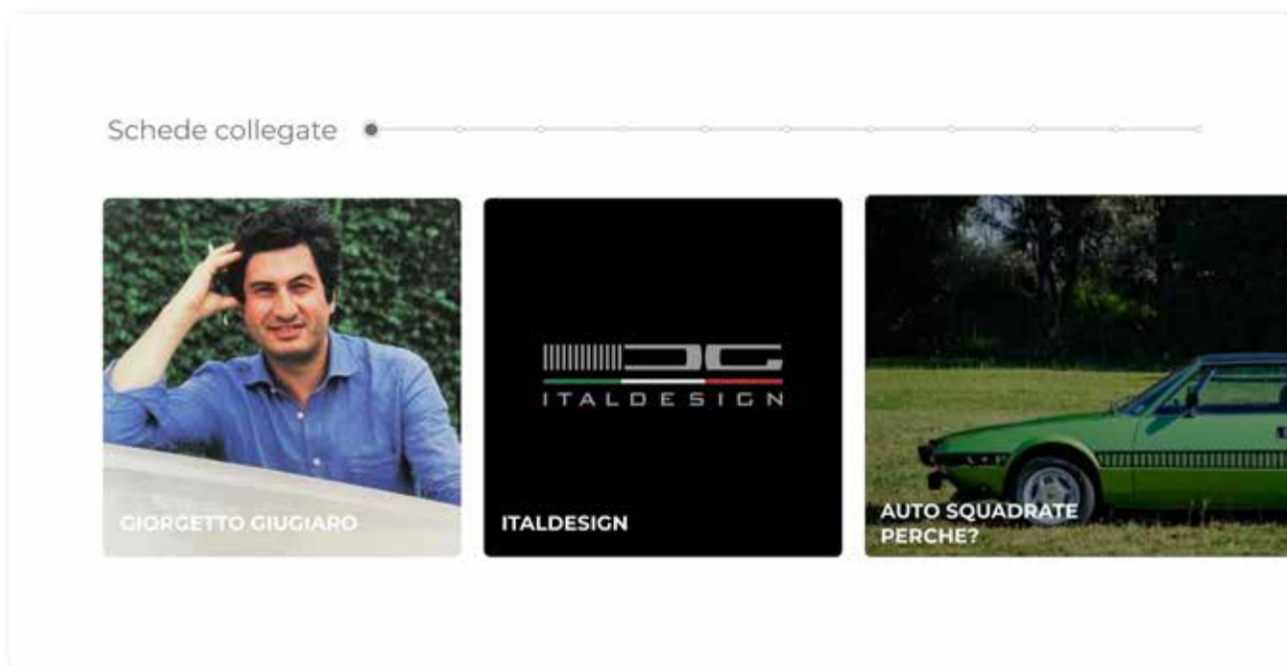 Schede collegate
GIORGETTO GIUGIARO
ITALDESIGN
ITALDESIGN
AUTO SQUADRATE
PERCHE?